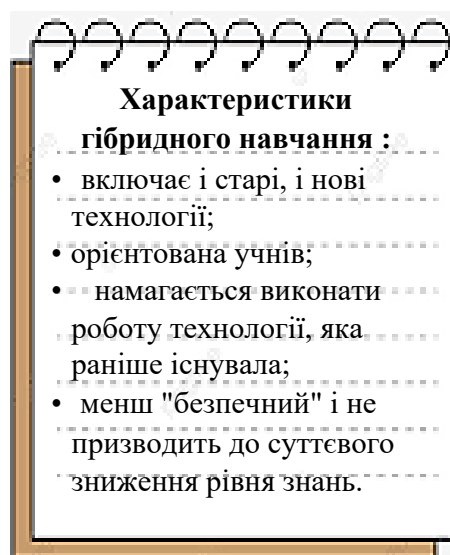 Характеристики
гібридного навчання :
• включає і старі, і нові
технології;
• орієнтована учнів;
• намагається виконати
роботу технології, яка
раніше існувала;
• менш "безпечний" і не
призводить до суттєвого
зниження рівня знань.